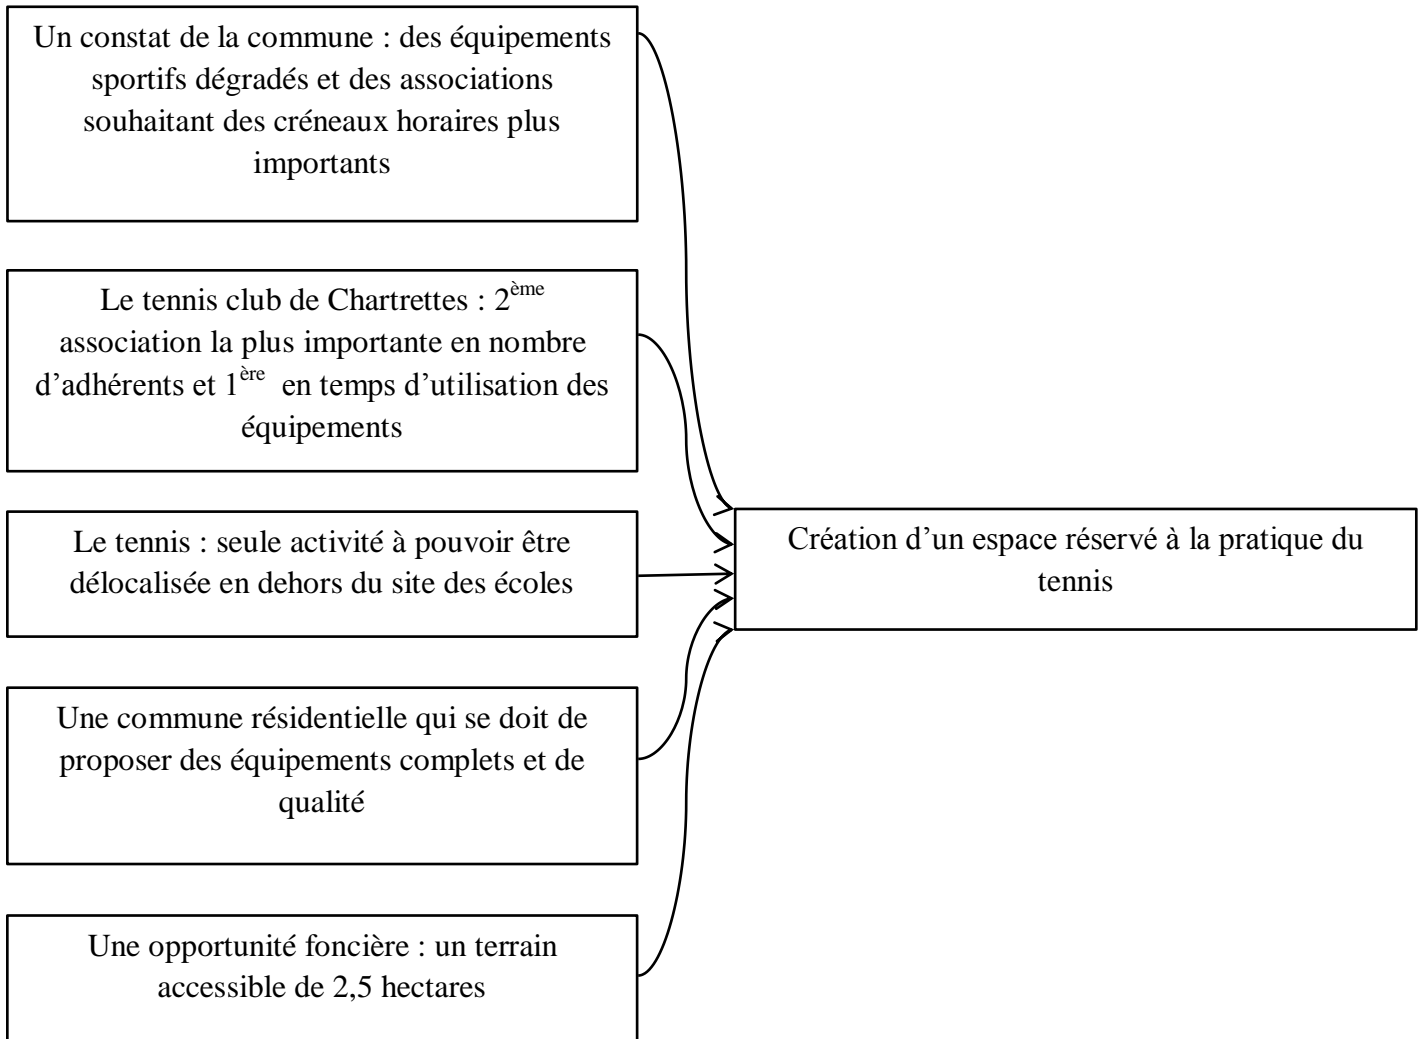 Un constat de la commune : des équipements
sportifs dégradés et des associations
souhaitant des créneaux horaires plus
importants
Le tennis club de Chartrettes : 2ème
association la plus importante en nombre
d’adhérents et 1ère en temps d’utilisation des
équipements
Le tennis : seule activité à pouvoir être
délocalisée en dehors du site des écoles
Une commune résidentielle qui se doit de
proposer des équipements complets et de
qualité
Une opportunité foncière : un terrain
accessible de 2,5 hectares
Création d’un espace réservé à la pratique du
tennis